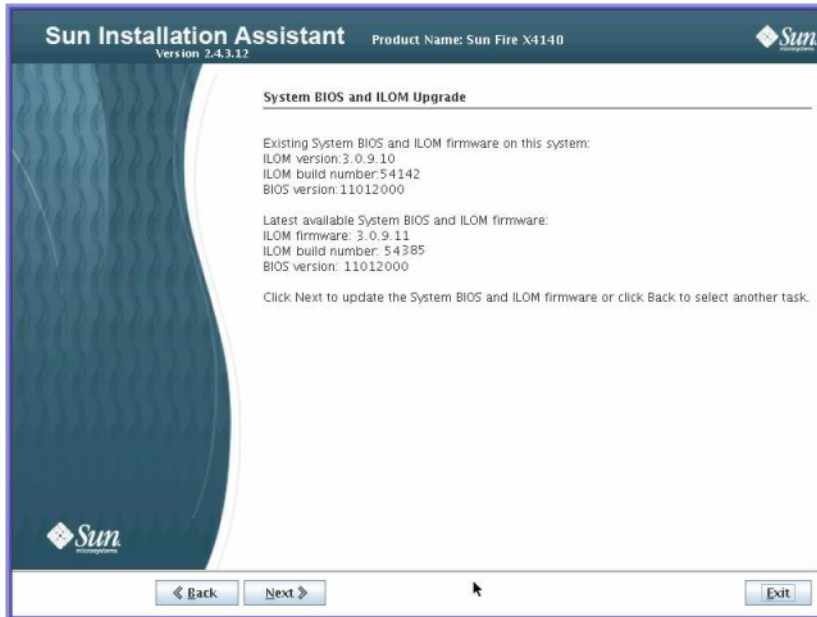 Sun Installation Assistant
Version 2.4.3.12
Product Name: Sun Fire X4140
Sun
microsystems
System BIOS and ILOM Upgrade
Existing System BIOS and ILOM firmware on this system:
ILOM version:3.0.9.10
ILOM build number:54142
BIOS version:11012000
Latest available System BIOS and ILOM firmware:
ILOM firmware: 3.0.9.11
ILOM build number: 54385
BIOS version: 11012000
Click Next to update the System BIOS and ILOM firmware or click Back to select another task.
Sun
microsystems
Back
Next
Exit